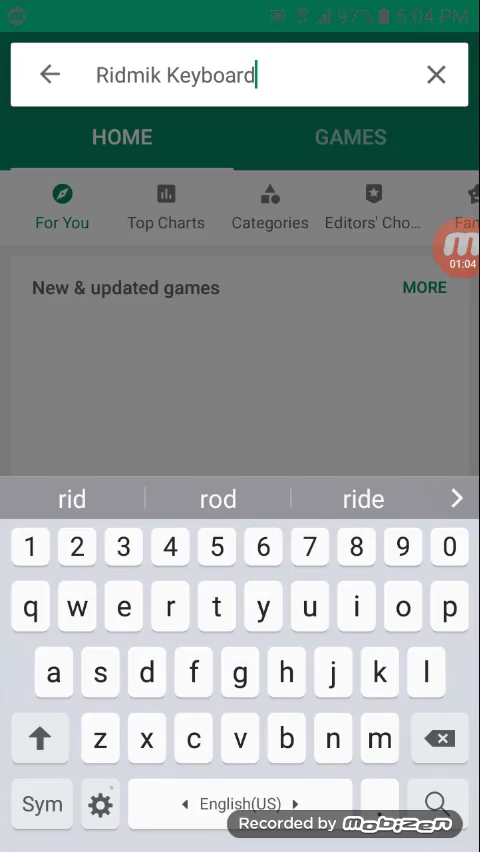 97% 5:04 PM
Ridmik Keyboard
HOME GAMES
For You Top Charts Categories Editors' Cho... Fam
01:04
New & updated games MORE
rid rod ride
1 2 3 4 5 6 7 8 9 0
q w e r t y u i o p
a s d f g h j k l
z x c v b n m
Sym English(US) .
Recorded by mobizen